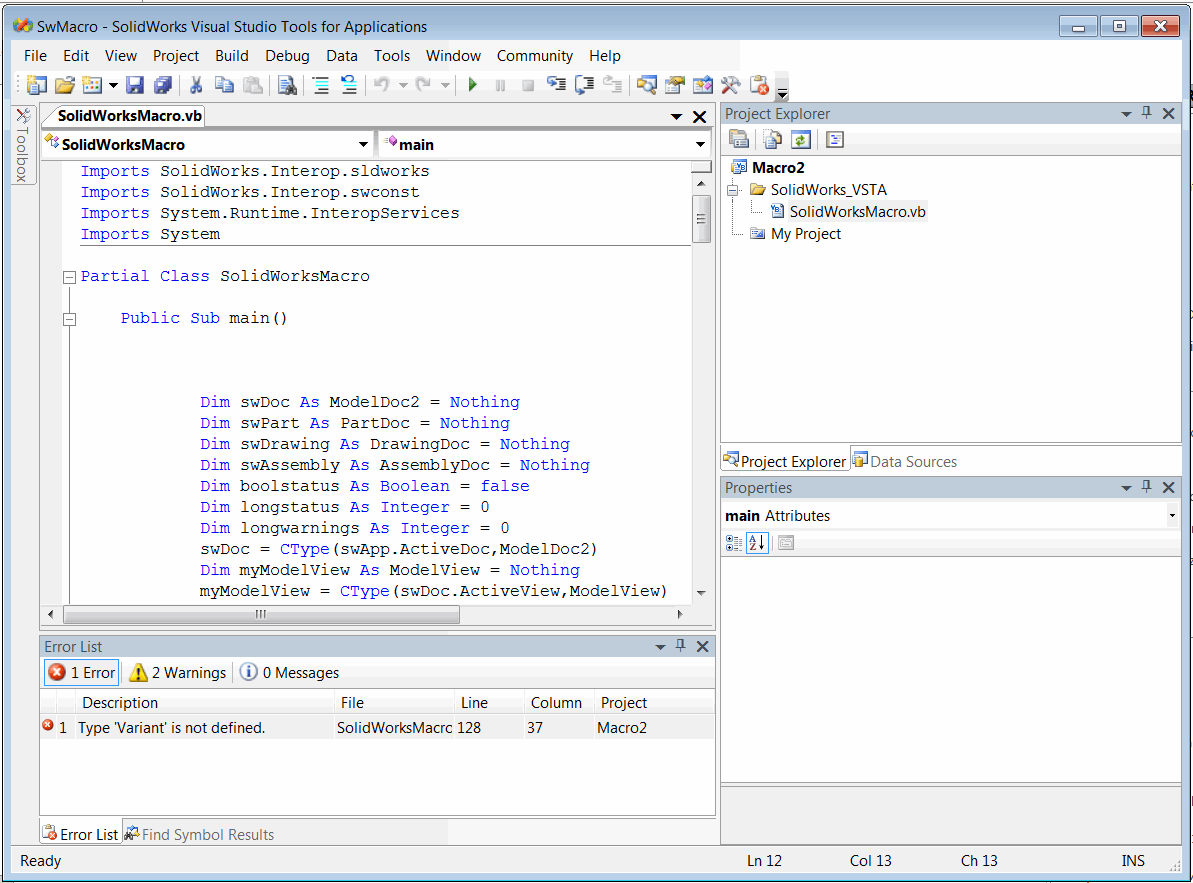 SwMacro - SolidWorks Visual Studio Tools for Applications
File Edit View Project Build Debug Data Tools Window Community Help
Toolbox
SolidWorksMacro.vb
SolidWorksMacro main
Imports SolidWorks.Interop.sldworks
Imports SolidWorks.Interop.swconst
Imports System.Runtime.InteropServices
Imports System
Partial Class SolidWorksMacro
Public Sub main()
Dim swDoc As ModelDoc2 = Nothing
Dim swPart As PartDoc = Nothing
Dim swDrawing As DrawingDoc = Nothing
Dim swAssembly As AssemblyDoc = Nothing
Dim boolstatus As Boolean = false
Dim longstatus As Integer = 0
Dim longwarnings As Integer = 0
swDoc = CType(swApp.ActiveDoc,ModelDoc2)
Dim myModelView As ModelView = Nothing
myModelView = CType(swDoc.ActiveView,ModelView)
Error List
1 Error 2 Warnings 0 Messages
Description File Line Column Project
1 Type 'Variant' is not defined. SolidWorksMacro 128 37 Macro2
Error List Find Symbol Results
Project Explorer
Macro2
SolidWorks_VSTA
SolidWorksMacro.vb
My Project
Project Explorer Data Sources
Properties
main Attributes
Ready Ln 12 Col 13 Ch 13 INS